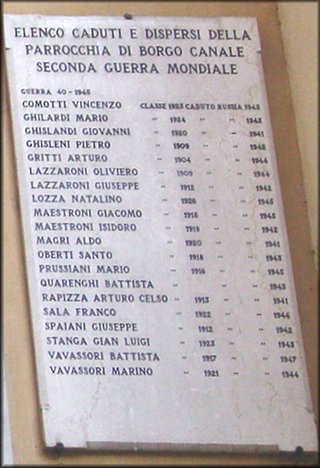 ELENCO CADUTI E DISPERSI DELLA
PARROCCHIA DI BORGO CANALE
SECONDA GUERRA MONDIALE
GUERRA 40-1945
COMOTTI VINCENZO CLASSE 1923 CADUTO RUSSIA 1943
GHILARDI MARIO " 1924 " " 1943
GHISLANDI GIOVANNI " 1920 " " 1941
GHISLENI PIETRO " 1909 " " 1942
GRITTI ARTURO " 1904 " " 1944
LAZZARONI OLIVIERO " 1909 " " 1944
LAZZARONI GIUSEPPE " 1912 " " 1942
LOZZA NATALINO " 1926 " " 1945
MAESTRONI GIACOMO " 1915 " " 1943
MAESTRONI ISIDORO " 1915 " " 1942
MAGRI ALDO " 1920 " " 1941
OBERTI SANTO " 1918 " " 1943
PRUSSIANI MARIO " 1916 " " 1945
QUARENGHI BATTISTA " " " 1943
RAPIZZA ARTURO CELSO " 1913 " " 1941
SALA FRANCO " 1922 " " 1944
SPAIANI GIUSEPPE " 1912 " " 1942
STANGA GIAN LUIGI " 1923 " " 1943
VAVASSORI BATTISTA " 1917 " " 1947
VAVASSORI MARINO " 1921 " " 1944